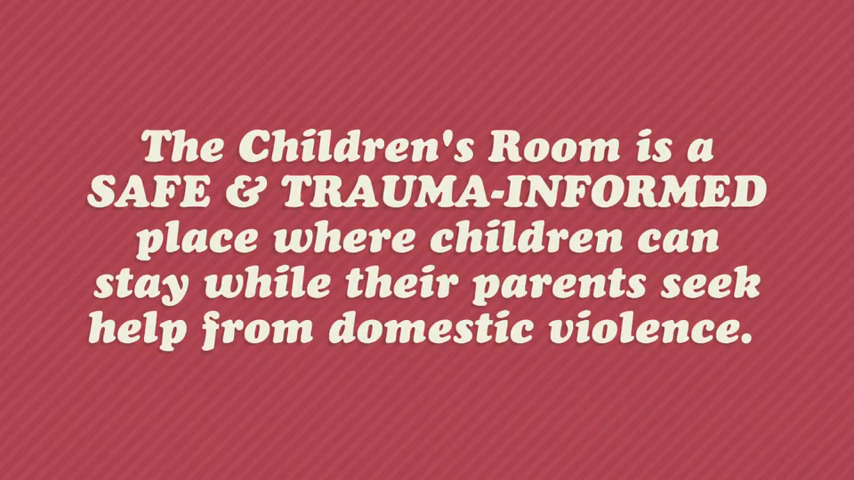 The Children's Room is a
SAFE & TRAUMA-INFORMED
place where children can
stay while their parents seek
help from domestic violence.